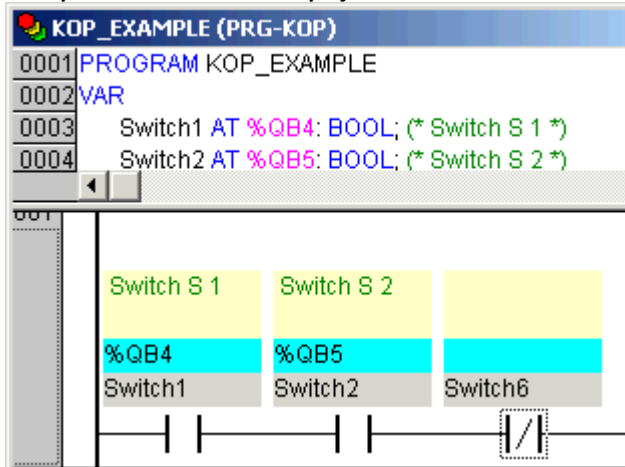 KOP_EXAMPLE (PRG-KOP)
0001 PROGRAM KOP_EXAMPLE
0002 VAR
0003 Switch1 AT %QB4: BOOL; (* Switch S 1 *)
0004 Switch2 AT %QB5: BOOL; (* Switch S 2 *)
Switch S 1 Switch S 2
%QB4 %QB5
Switch1 Switch2 Switch6